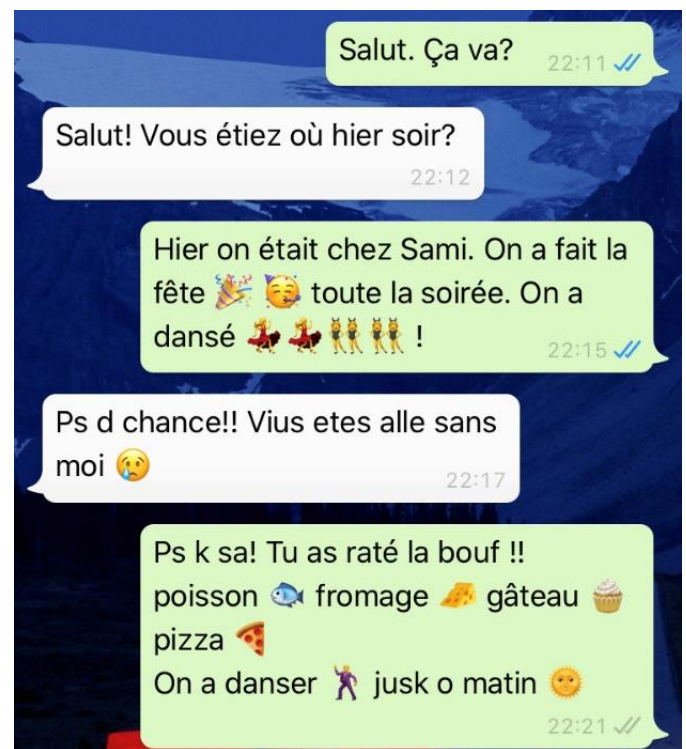 Salut. Ça va?
22:11
Salut! Vous étiez où hier soir?
22:12
Hier on était chez Sami. On a fait la
fête 🎉 🥳 toute la soirée. On a
dansé 💃 💃 👯 👯 !
22:15
Ps d chance!! Vius etes alle sans
moi 😢
22:17
Ps k sa! Tu as raté la bouf !!
poisson 🐟 fromage 🧀 gâteau 🧁
pizza 🍕
On a danser 🕺 jusk o matin 🌞
22:21